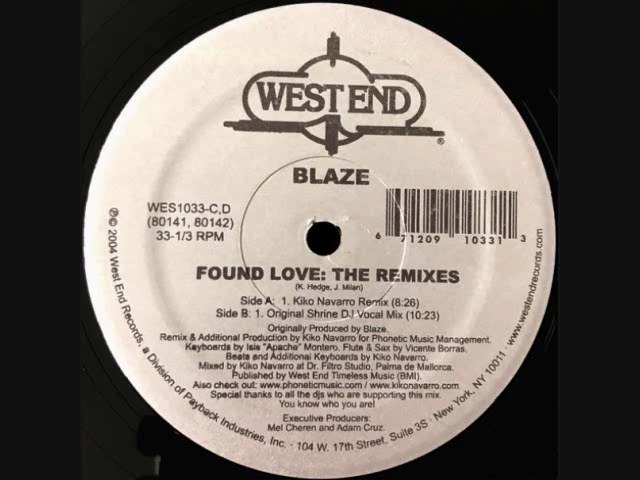 WEST END
®
BLAZE
WES1033-C,D
(80141, 80142)
33-1/3 RPM
6 71209 10331 3
FOUND LOVE: THE REMIXES
(K. Hedge, J. Milan)
Side A: 1. Kiko Navarro Remix (8:26)
Side B: 1. Original Shrine DJ Vocal Mix (10:23)
Originally Produced by Blaze.
Remix & Additional Production by Kiko Navarro for Phonetic Music Management.
Keyboards by Isis "Apache" Montero. Flute & Sax by Vicente Borras.
Beats and Additional Keyboards by Kiko Navarro.
Mixed by Kiko Navarro at Dr. Filtro Studio, Palma de Mallorca.
Published by West End Timeless Music (BMI).
Also check out: www.phoneticmusic.com / www.kikonavarro.com
Special thanks to all the djs who are supporting this mix.
You know who you are!
Executive Producers:
Mel Cheren and Adam Cruz.
℗© 2004 West End Records, a Division of Payback Industries, Inc. · 104 W. 17th Street, Suite 3S · New York, NY 10011 · www.westendrecords.com